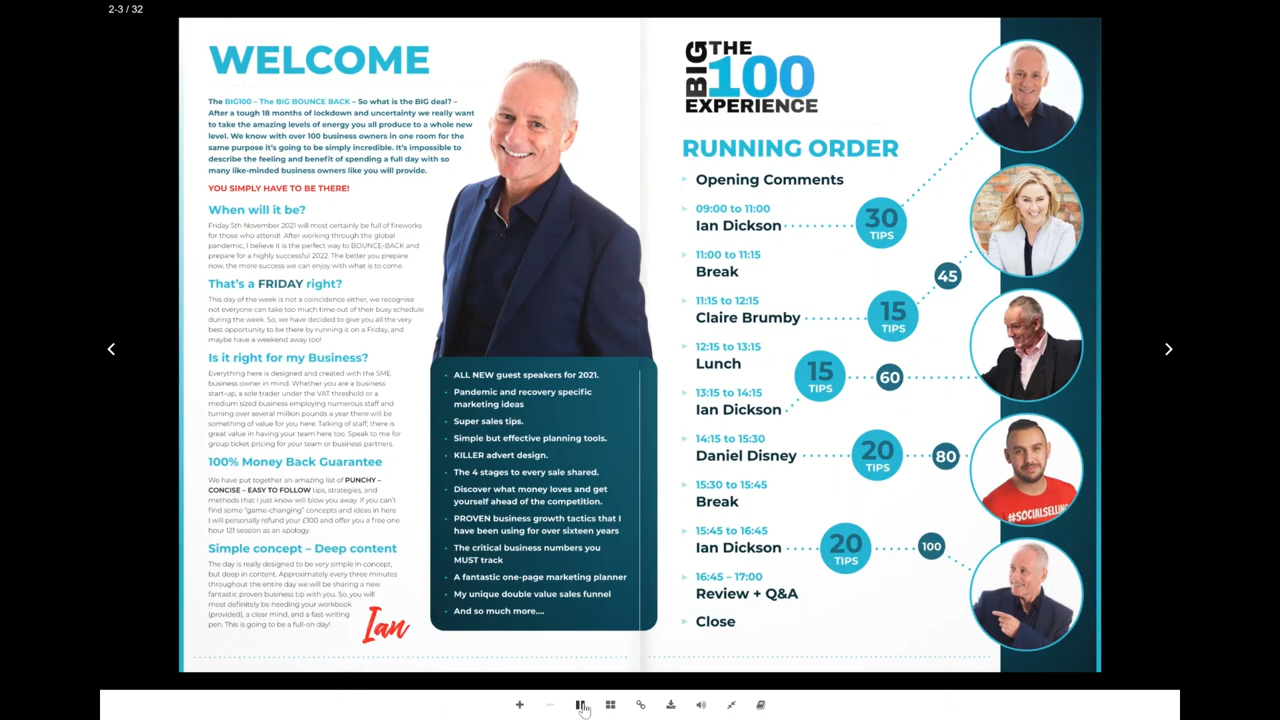 2-3 / 32
WELCOME
The BIG100 – The BIG BOUNCE BACK – So what is the BIG deal? –
After a tough 18 months of lockdown and uncertainty we really want
to take the amazing levels of energy you all produce to a whole new
level. We know with over 100 business owners in one room for the
same purpose it's going to be simply incredible. It's impossible to
describe the feeling and benefit of spending a full day with so
many like-minded business owners like you will provide.
YOU SIMPLY HAVE TO BE THERE!
When will it be?
Friday 5th November 2021 will most certainly be full of fireworks
for those who attend! After working through the global
pandemic, I believe it is the perfect way to BOUNCE-BACK and
prepare for a highly successful 2022. The better you prepare
now, the more success we can enjoy with what is to come.
That's a FRIDAY right?
This day of the week is not a coincidence either, we recognise
not everyone can take too much time out of their busy schedule
during the week. So, we have decided to give you all the very
best opportunity to be there by running it on a Friday, and
maybe have a weekend away too!
Is it right for my Business?
Everything here is designed and created with the SME
business owner in mind. Whether you are a business
start-up, a sole trader under the VAT threshold or a
medium sized business employing numerous staff and
turning over several million pounds a year there will be
something of value for you here. Talking of staff, there is
great value in having your team here too. Speak to me for
group ticket pricing for your team or business partners.
100% Money Back Guarantee
We have put together an amazing list of PUNCHY –
CONCISE – EASY TO FOLLOW tips, strategies, and
methods that I just know will blow you away. If you can't
find some "game-changing" concepts and ideas in here
I will personally refund your £100 and offer you a free one
hour 121 session as an apology.
Simple concept – Deep content
The day is really designed to be very simple in concept,
but deep in content. Approximately every three minutes
throughout the entire day we will be sharing a new
fantastic proven business tip with you. So, you will
most definitely be needing your workbook
(provided), a clear mind, and a fast writing
pen. This is going to be a full-on day!
Ian
• ALL NEW guest speakers for 2021.
• Pandemic and recovery specific
marketing ideas
• Super sales tips.
• Simple but effective planning tools.
• KILLER advert design.
• The 4 stages to every sale shared.
• Discover what money loves and get
yourself ahead of the competition.
• PROVEN business growth tactics that I
have been using for over sixteen years
• The critical business numbers you
MUST track
• A fantastic one-page marketing planner
• My unique double value sales funnel
• And so much more....
THE
BIG 100
EXPERIENCE
RUNNING ORDER
Opening Comments
09:00 to 11:00
Ian Dickson
30
TIPS
11:00 to 11:15
Break
45
11:15 to 12:15
Claire Brumby
15
TIPS
12:15 to 13:15
Lunch
15
TIPS
60
13:15 to 14:15
Ian Dickson
14:15 to 15:30
Daniel Disney
20
TIPS
80
15:30 to 15:45
Break
#SOCIALSELLIN
15:45 to 16:45
Ian Dickson
20
TIPS
100
16:45 – 17:00
Review + Q&A
Close